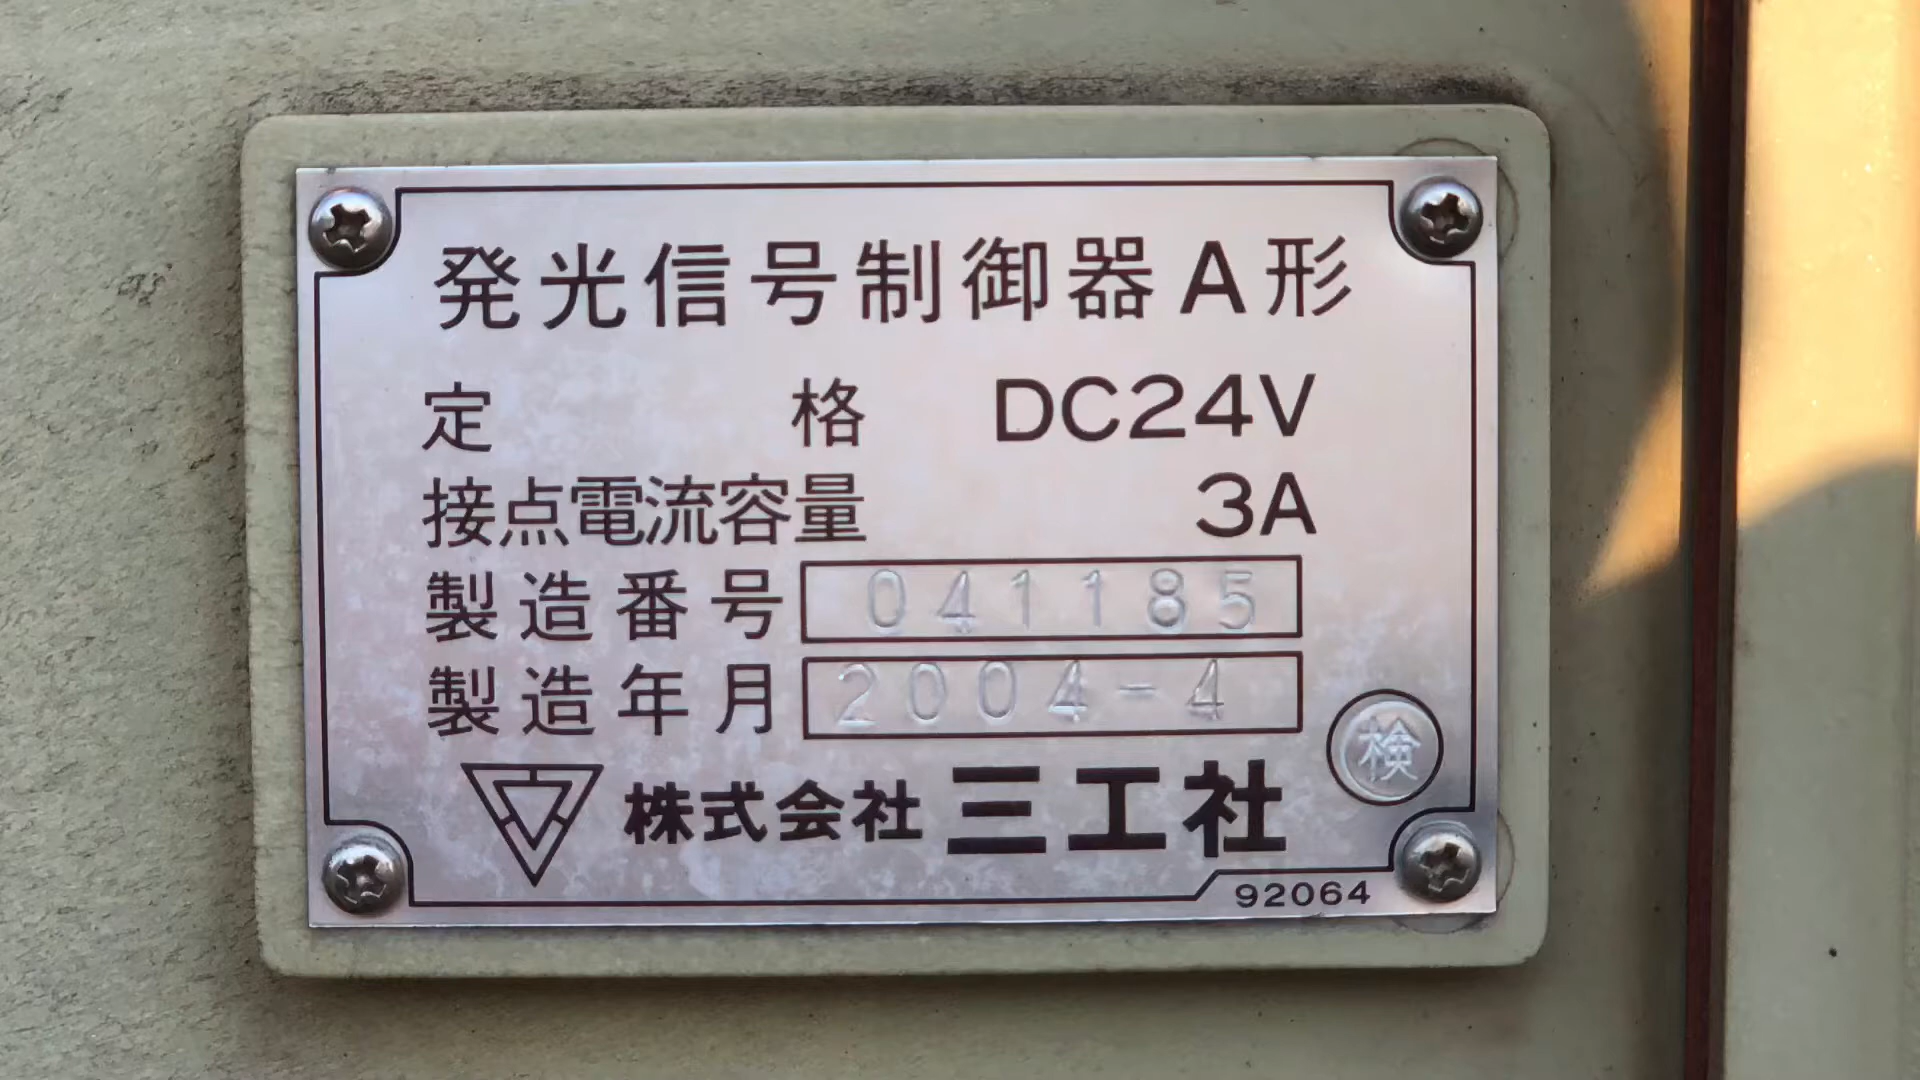 発光信号制御器A形
定格 DC24V
接点電流容量 3A
製造番号 041185
製造年月 2004-4
検
株式会社 三工社
92064